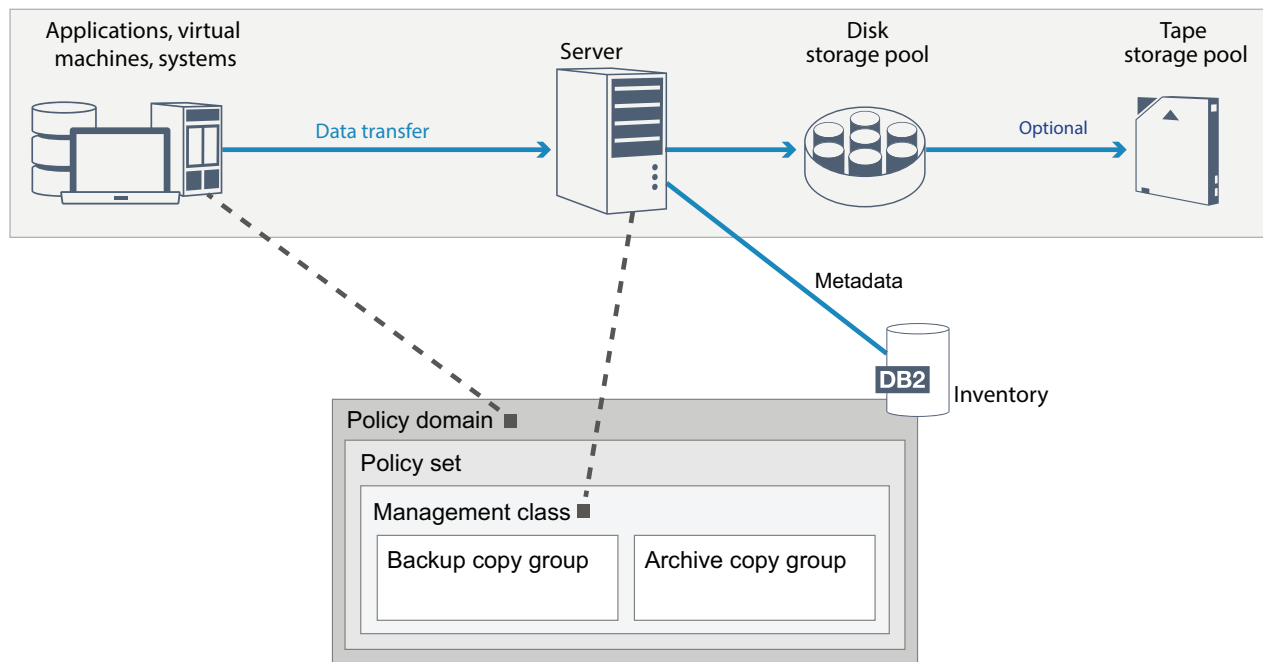 Applications, virtual
machines, systems
Server
Disk
storage pool
Tape
storage pool
Data transfer
Optional
Metadata
DB2
Inventory
Policy domain
Policy set
Management class
Backup copy group
Archive copy group